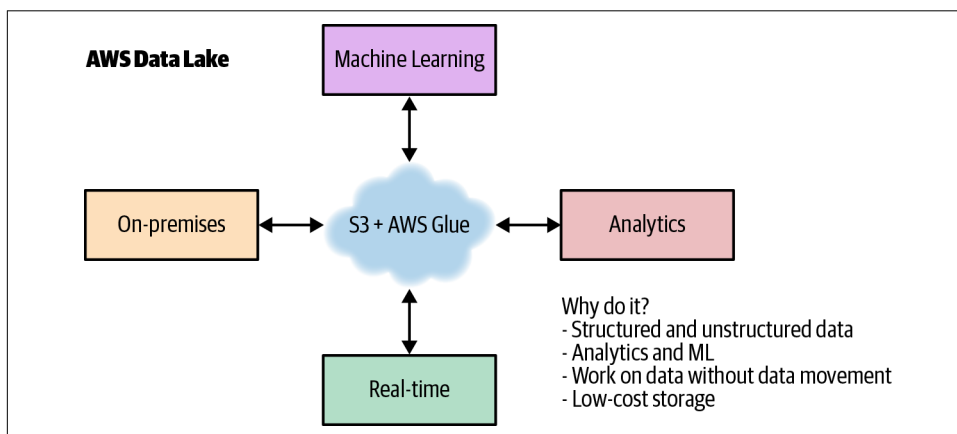 AWS Data Lake
Machine Learning
On-premises
S3 + AWS Glue
Analytics
Real-time
Why do it?
- Structured and unstructured data
- Analytics and ML
- Work on data without data movement
- Low-cost storage